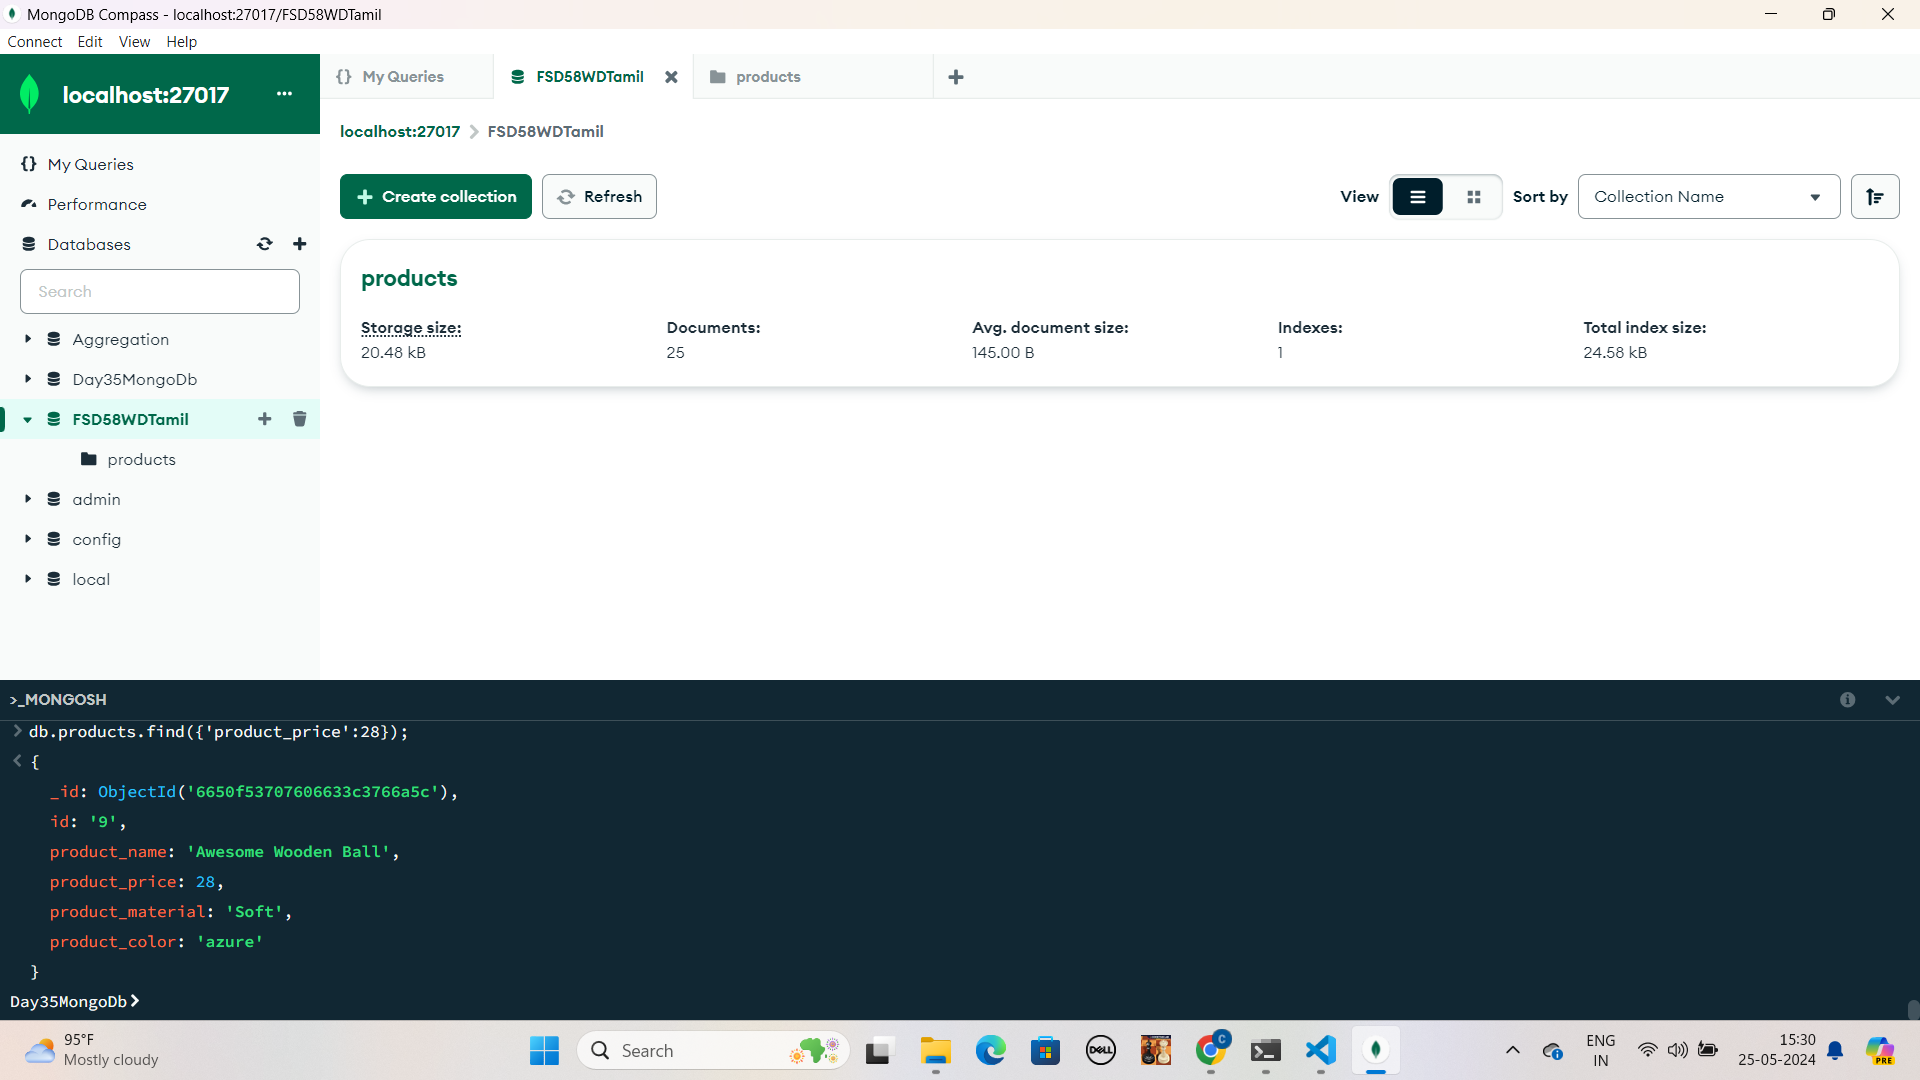 MongoDB Compass - localhost:27017/FSD58WDTamil
Connect Edit View Help
localhost:27017 ...
{} My Queries
FSD58WDTamil
products
localhost:27017 > FSD58WDTamil
{} My Queries
Performance
Databases
Search
Aggregation
Day35MongoDb
FSD58WDTamil
products
admin
config
local
+ Create collection
Refresh
View
Sort by
Collection Name
products
Storage size: Documents: Avg. document size: Indexes: Total index size:
20.48 kB 25 145.00 B 1 24.58 kB
>_MONGOSH
> db.products.find({'product_price':28});
< {
_id: ObjectId('6650f53707606633c3766a5c'),
id: '9',
product_name: 'Awesome Wooden Ball',
product_price: 28,
product_material: 'Soft',
product_color: 'azure'
}
Day35MongoDb>
95°F
Mostly cloudy
Search
DELL
C
ENG
IN
15:30
25-05-2024
PRE